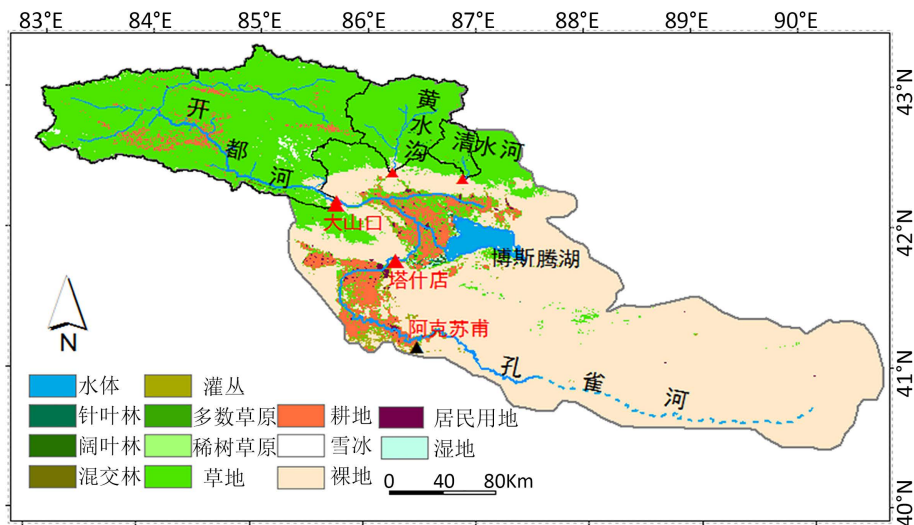 83°E 84°E 85°E 86°E 87°E 88°E 89°E 90°E
43°N
42°N
41°N
40°N
开都河
黄水沟
清水河
大山口
博斯腾湖
塔什店
阿克苏甫
孔雀河
N
水体 灌丛
针叶林 多数草原 耕地 居民用地
阔叶林 稀树草原 雪冰 湿地
混交林 草地 裸地
0 40 80Km